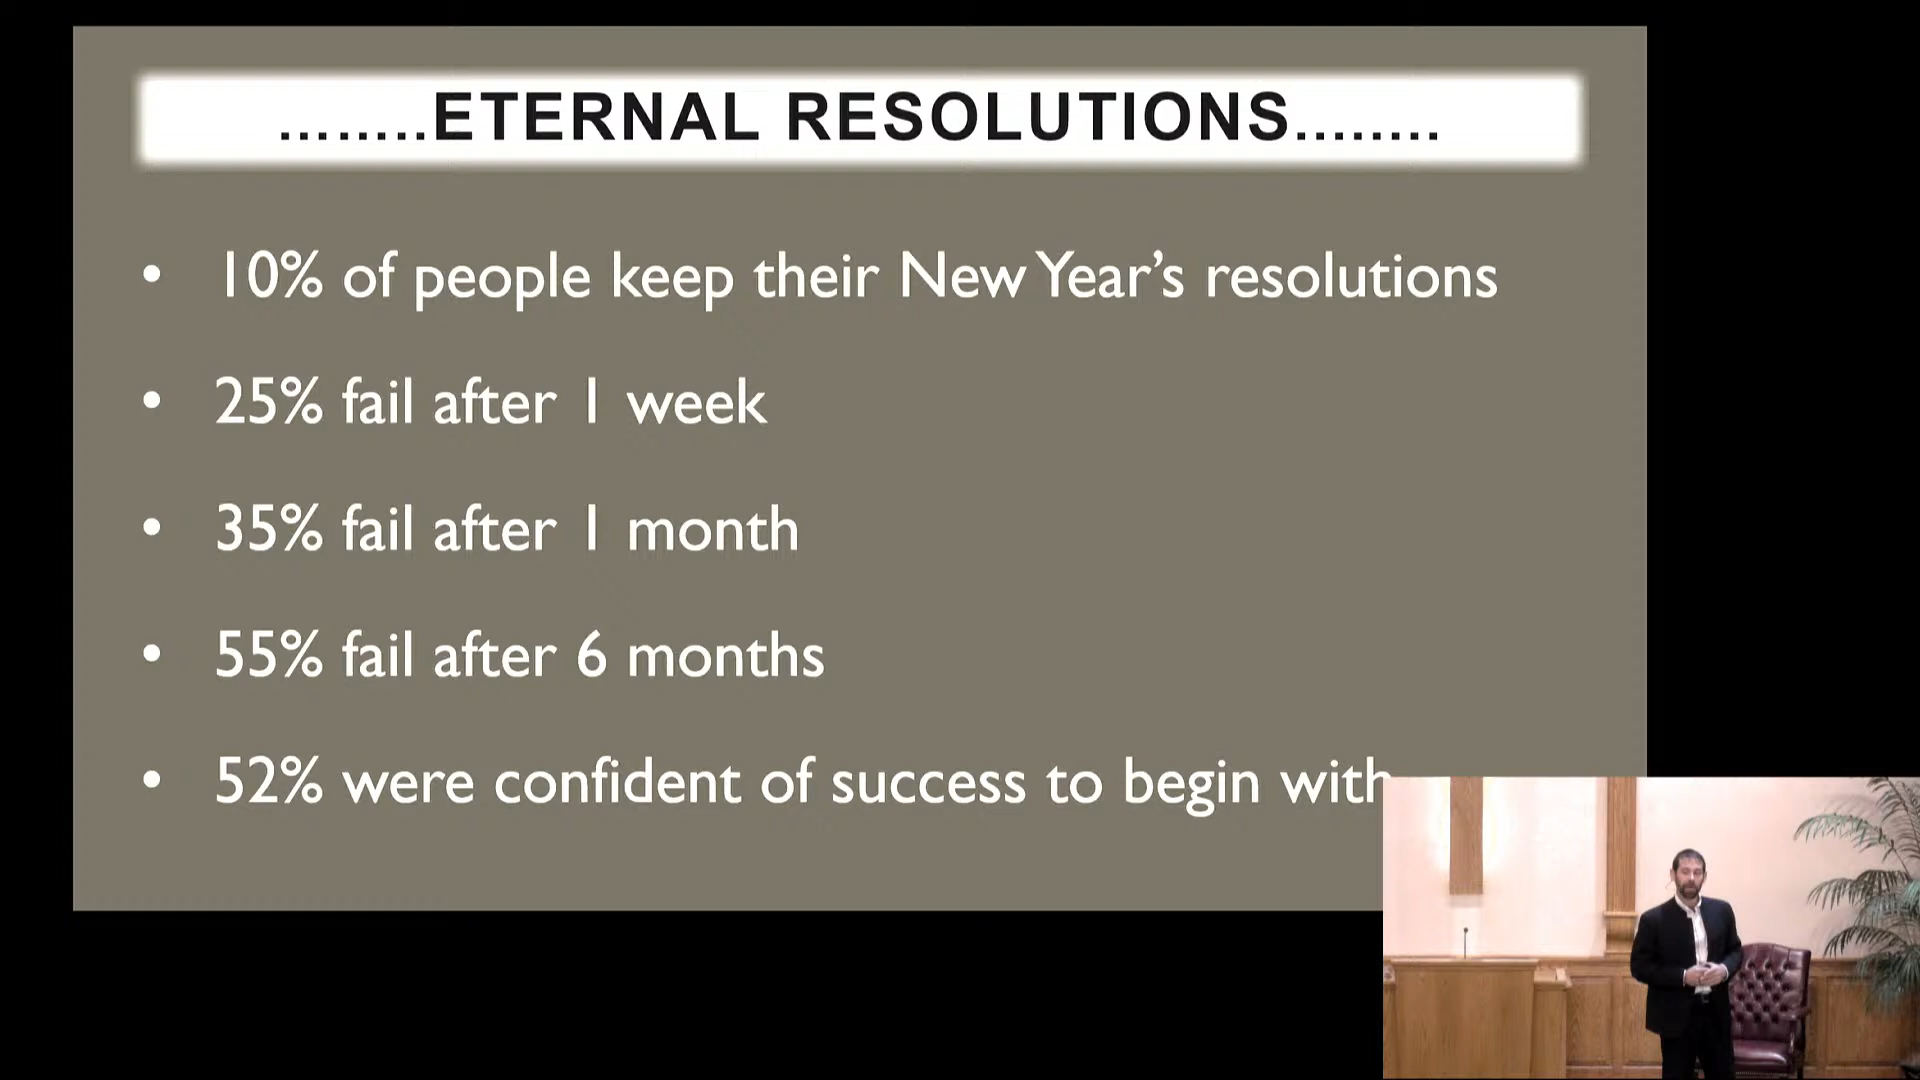 ........ETERNAL RESOLUTIONS........
• 10% of people keep their New Year's resolutions
• 25% fail after 1 week
• 35% fail after 1 month
• 55% fail after 6 months
• 52% were confident of success to begin with